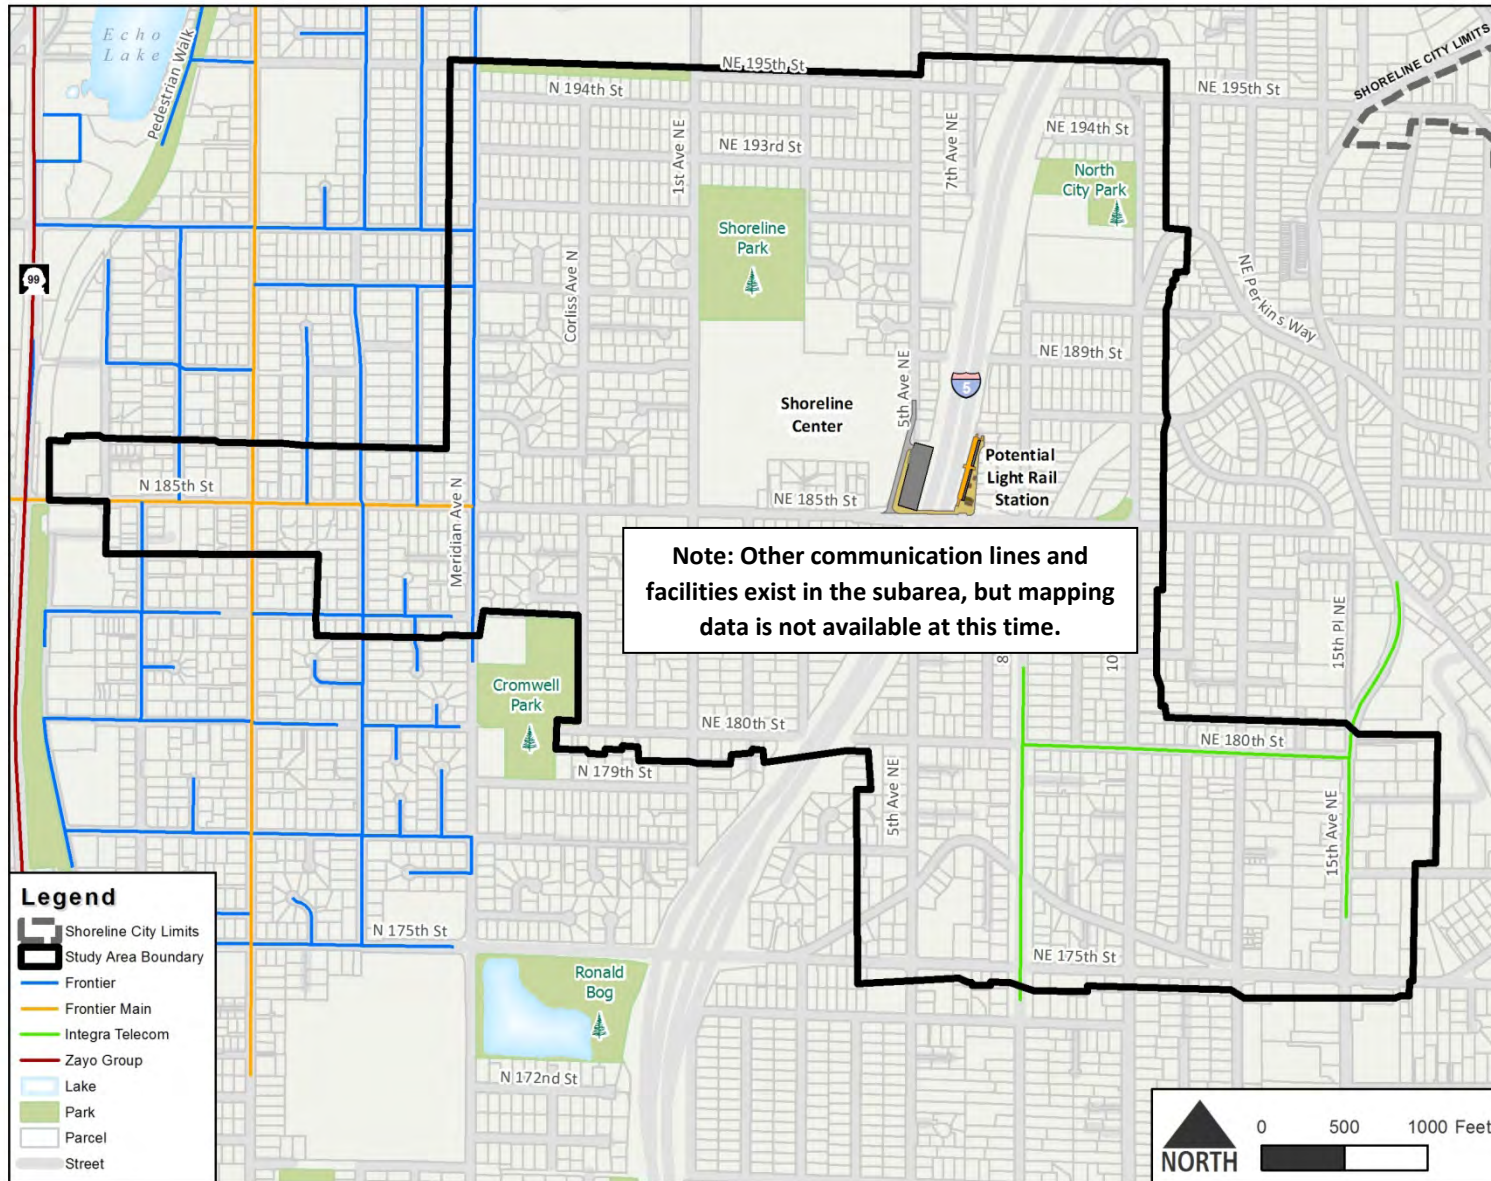 Echo
Lake
Pedestrian Walk
NE 195th St
N 194th St
1st Ave NE
NE 193rd St
7th Ave NE
NE 194th St
NE 195th St
SHORELINE CITY LIMITS
North
City Park
Shoreline
Park
99
Corliss Ave N
NE Perkins Way
NE 189th St
5th Ave NE
5
Shoreline
Center
Potential
Light Rail
Station
N 185th St
NE 185th St
Meridian Ave N
Note: Other communication lines and
facilities exist in the subarea, but mapping
data is not available at this time.
8
10
15th Pl NE
Cromwell
Park
NE 180th St
NE 180th St
N 179th St
5th Ave NE
15th Ave NE
N 175th St
NE 175th St
Ronald
Bog
N 172nd St
Legend
Shoreline City Limits
Study Area Boundary
Frontier
Frontier Main
Integra Telecom
Zayo Group
Lake
Park
Parcel
Street
NORTH
0 500 1000 Feet